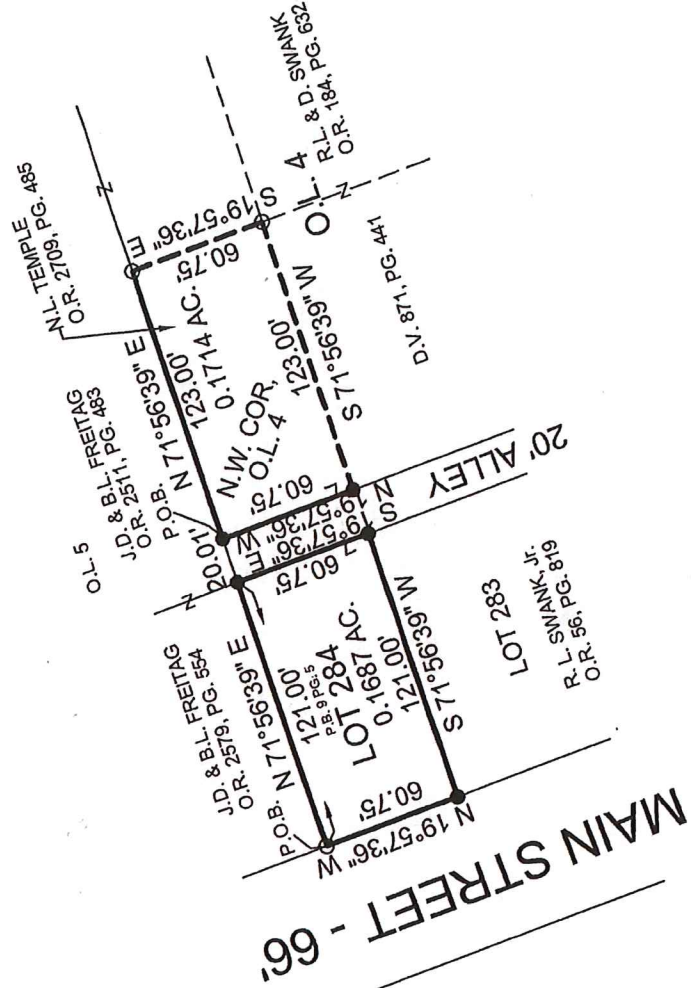 N.L. TEMPLE
O.R. 2709, PG. 485
J.D. & B.L. FREITAG
O.R. 2511, PG. 483
O.L. 5
P.O.B.
N 71°56'39" E
123.00'
0.1714 AC.
N.W. COR,
O.L. 4
S 19°57'36" E
60.75'
123.00'
S 71°56'39" W
O.L. 4
R.L. & D. SWANK
O.R. 184, PG. 632
D.V. 871, PG. 441
20.01'
60.75'
N 19°57'36" W
S 19°57'36" E
60.75'
20' ALLEY
J.D. & B.L. FREITAG
O.R. 2579, PG. 554
P.O.B.
N 71°56'39" E
121.00'
P.B. 9 PG. 5
LOT 284
0.1687 AC.
121.00'
S 71°56'39" W
60.75'
N 19°57'36" W
LOT 283
R.L. SWANK, Jr.
O.R. 56, PG. 819
MAIN STREET - 66'